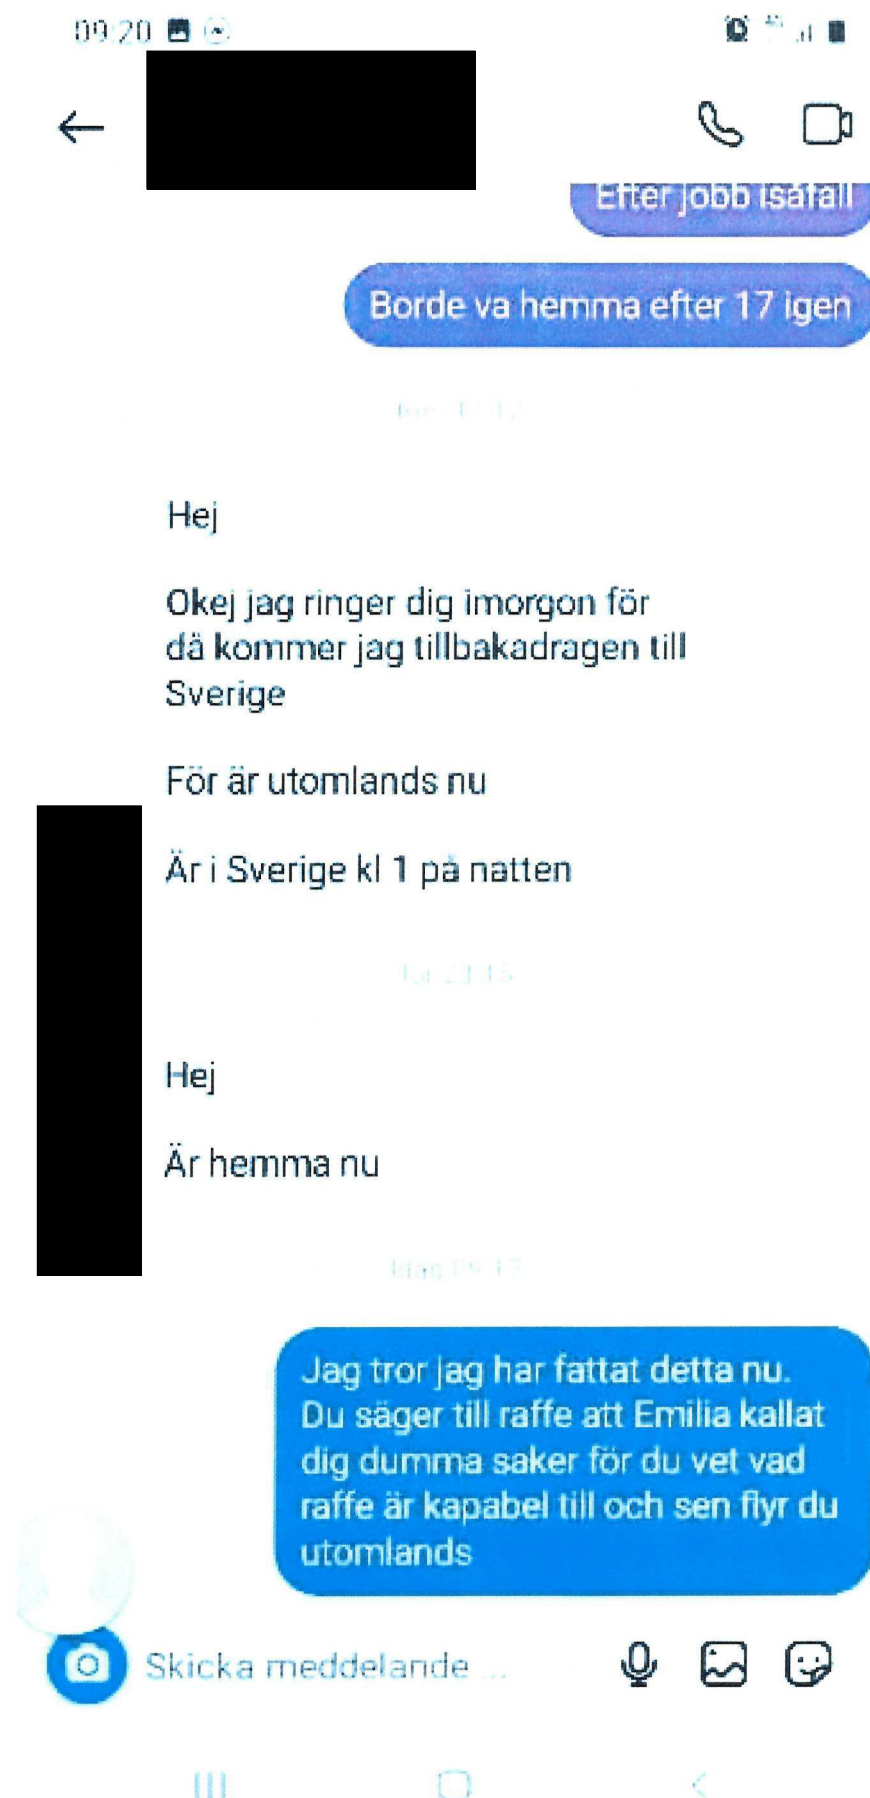 09:20
Efter jobb isåfall
Borde va hemma efter 17 igen
Hej
Okej jag ringer dig imorgon för
då kommer jag tillbakadragen till
Sverige
För är utomlands nu
Är i Sverige kl 1 på natten
Hej
Är hemma nu
Idag 09:17
Jag tror jag har fattat detta nu.
Du säger till raffe att Emilia kallat
dig dumma saker för du vet vad
raffe är kapabel till och sen flyr du
utomlands
Skicka meddelande ...